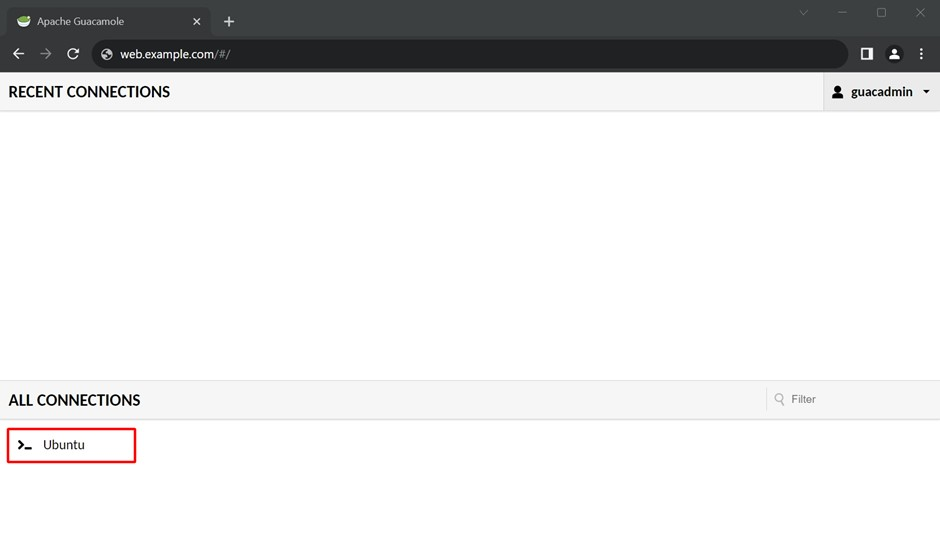 Apache Guacamole
web.example.com/#/
RECENT CONNECTIONS
guacadmin
ALL CONNECTIONS
Filter
Ubuntu